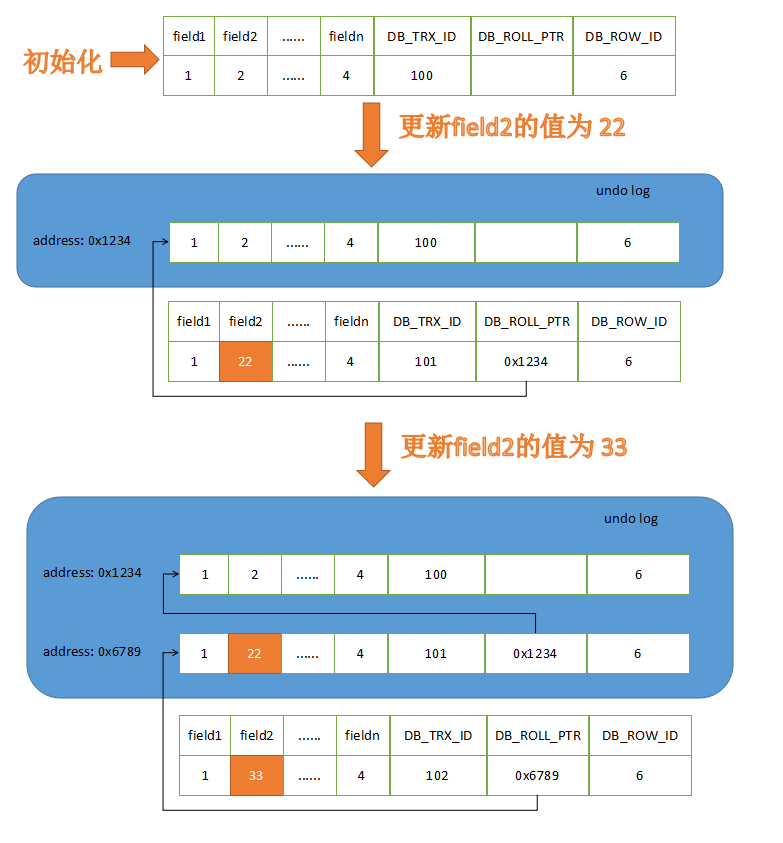 field1 field2 ...... fieldn DB_TRX_ID DB_ROLL_PTR DB_ROW_ID
初始化
1 2 ...... 4 100 6
更新field2的值为 22
undo log
address: 0x1234
1 2 ...... 4 100 6
field1 field2 ...... fieldn DB_TRX_ID DB_ROLL_PTR DB_ROW_ID
1 22 ...... 4 101 0x1234 6
更新field2的值为 33
undo log
address: 0x1234
1 2 ...... 4 100 6
address: 0x6789
1 22 ...... 4 101 0x1234 6
field1 field2 ...... fieldn DB_TRX_ID DB_ROLL_PTR DB_ROW_ID
1 33 ...... 4 102 0x6789 6